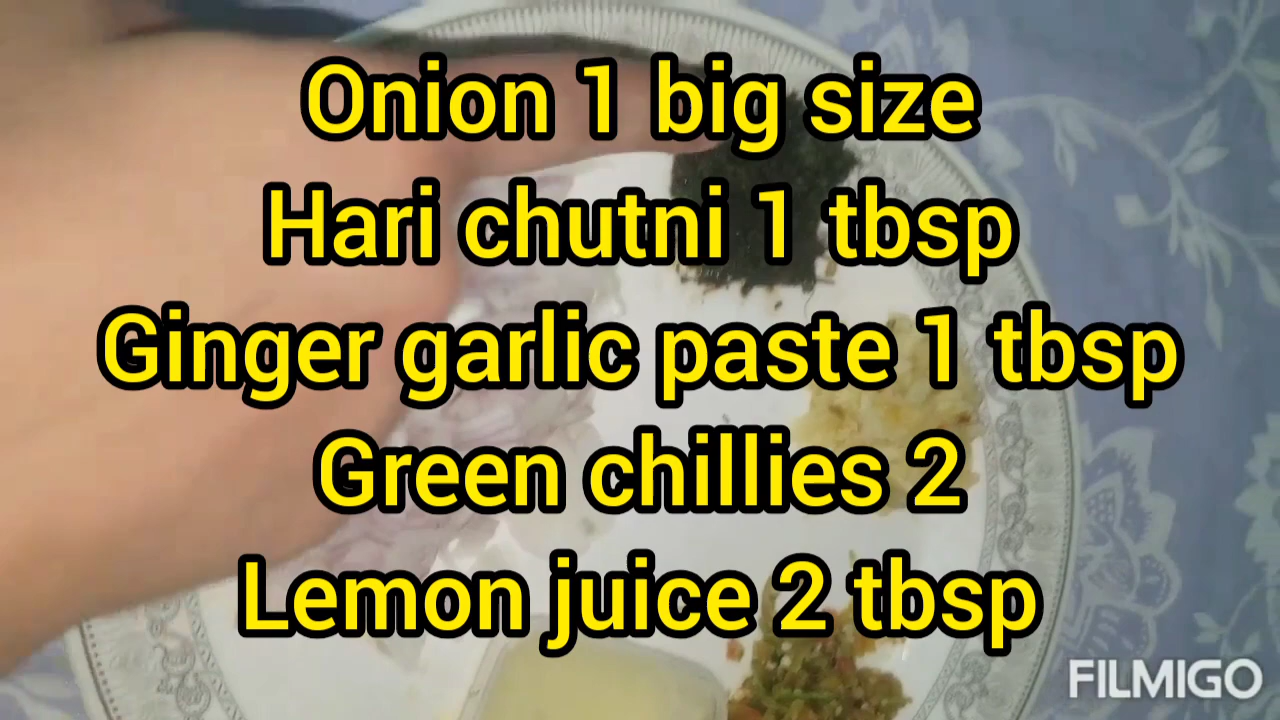 Onion 1 big size
Hari chutni 1 tbsp
Ginger garlic paste 1 tbsp
Green chillies 2
Lemon juice 2 tbsp
FILMIGO